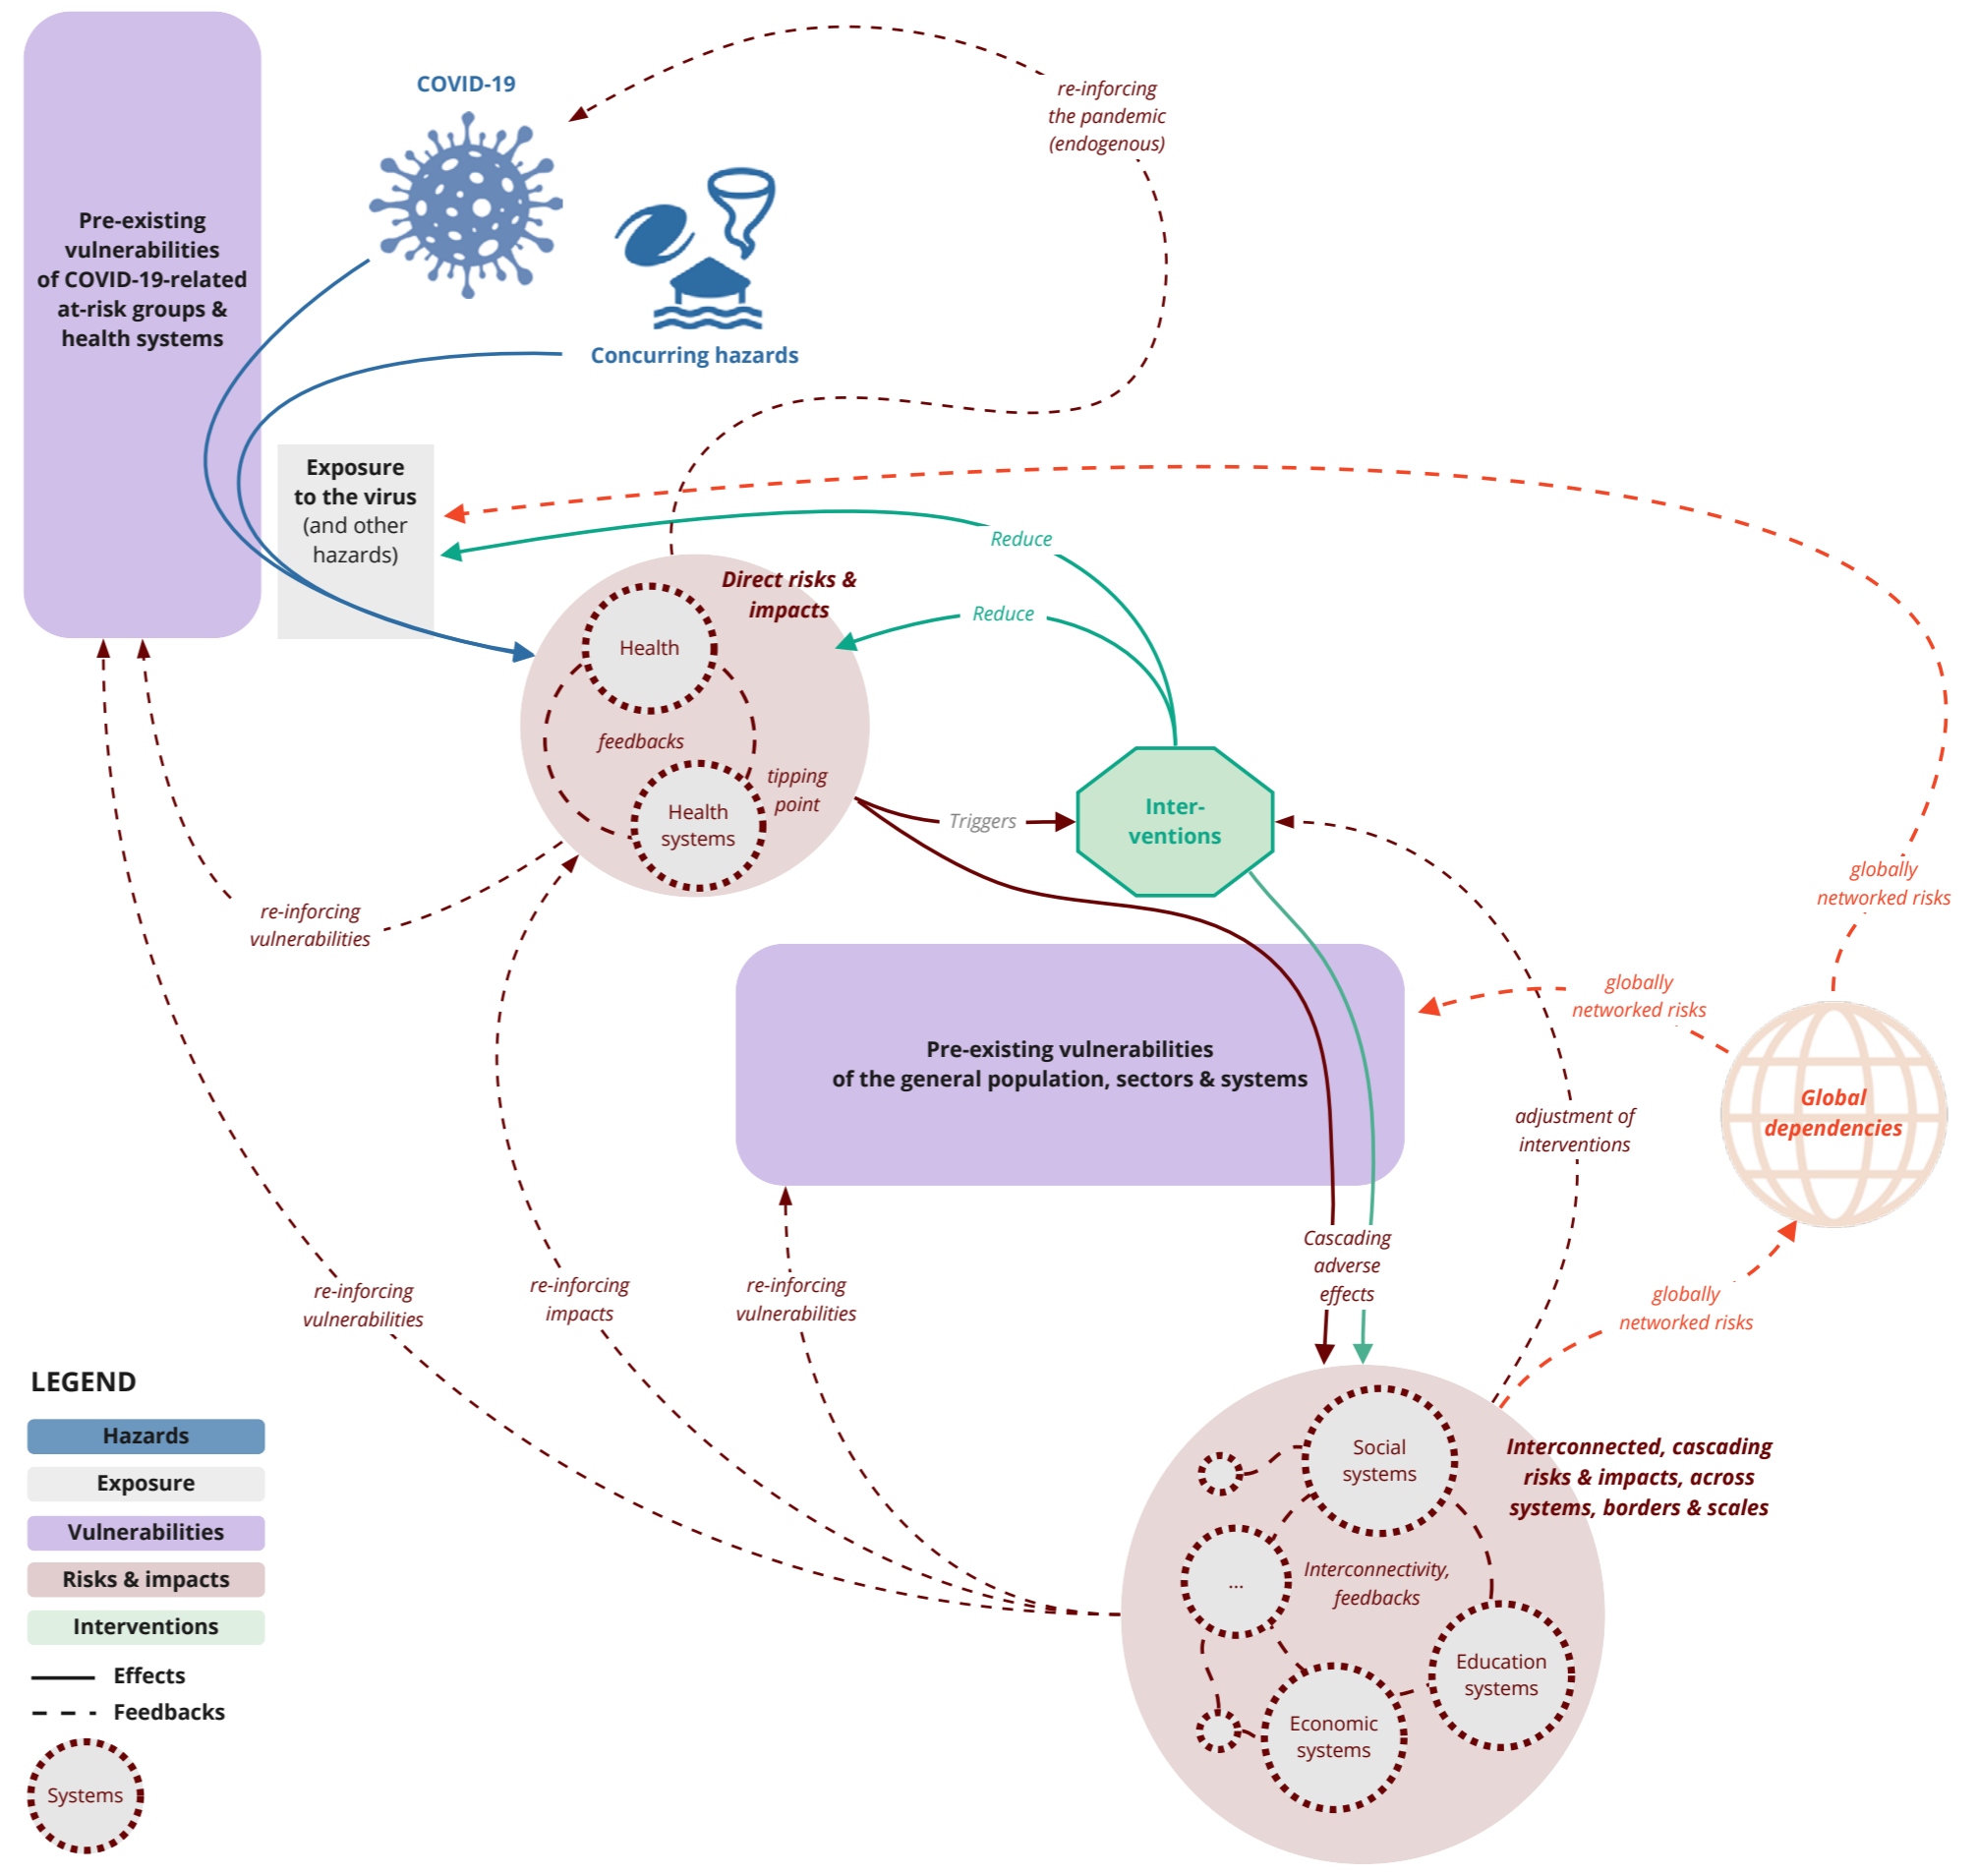 COVID-19
re-inforcing
the pandemic
(endogenous)
Pre-existing
vulnerabilities
of COVID-19-related
at-risk groups &
health systems
Concurring hazards
Exposure
to the virus
(and other
hazards)
Reduce
Direct risks &
impacts
Reduce
Health
feedbacks
tipping
point
Health
systems
Triggers
Inter-
ventions
globally
networked risks
re-inforcing
vulnerabilities
globally
networked risks
Pre-existing vulnerabilities
of the general population, sectors & systems
Global
dependencies
adjustment of
interventions
Cascading
adverse
effects
re-inforcing
vulnerabilities
re-inforcing
impacts
re-inforcing
vulnerabilities
globally
networked risks
Interconnected, cascading
risks & impacts, across
systems, borders & scales
Social
systems
...
Interconnectivity,
feedbacks
Education
systems
Economic
systems
LEGEND
Hazards
Exposure
Vulnerabilities
Risks & impacts
Interventions
Effects
Feedbacks
Systems